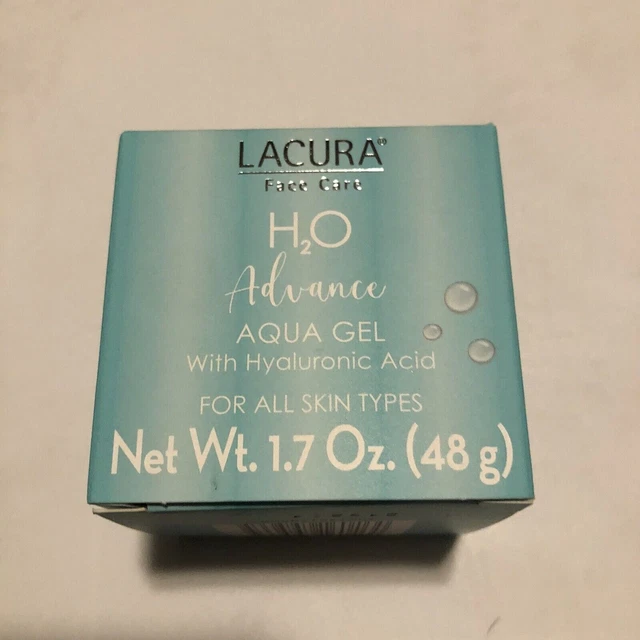 LACURA®
Face Care
H₂O
Advance
AQUA GEL
With Hyaluronic Acid
FOR ALL SKIN TYPES
Net Wt. 1.7 Oz. (48 g)